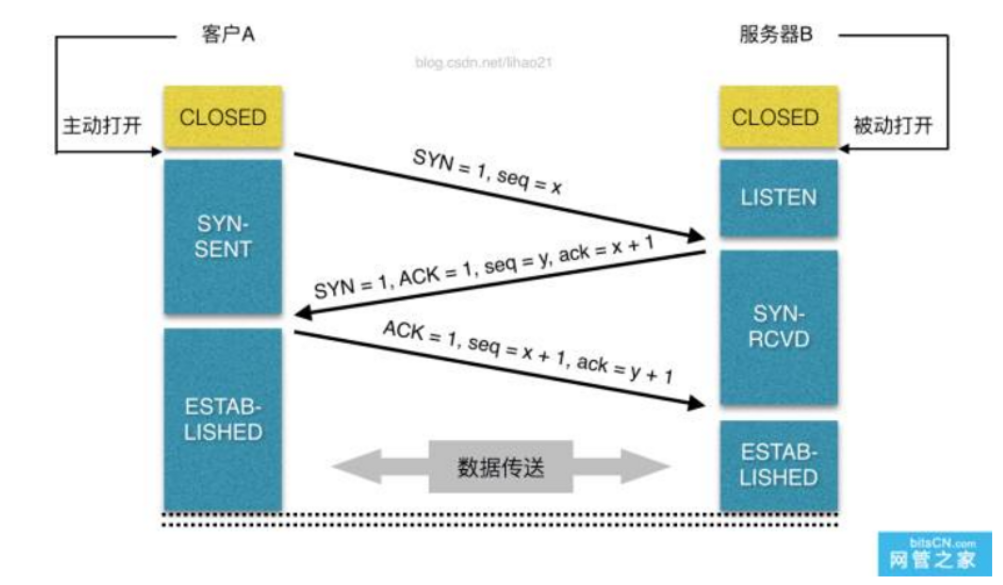 客户A
服务器B
blog.csdn.net/lihao21
主动打开
CLOSED
CLOSED
被动打开
SYN = 1, seq = x
SYN-
SENT
LISTEN
SYN = 1, ACK = 1, seq = y, ack = x + 1
SYN-
RCVD
ACK = 1, seq = x + 1, ack = y + 1
ESTAB-
LISHED
数据传送
ESTAB-
LISHED
bitsCN.com
网管之家